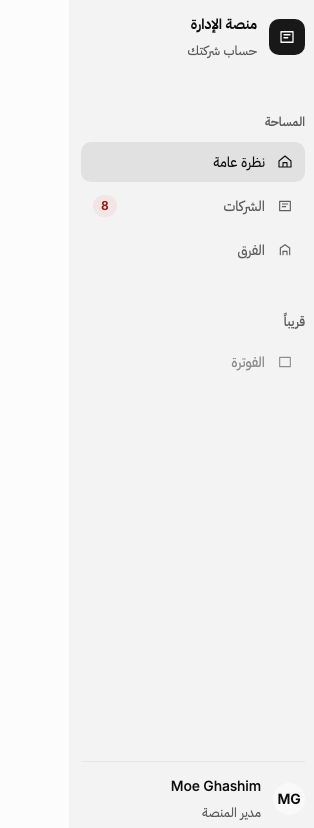 منصة الإدارة
حساب شركتك
المساحة
نظرة عامة
الشركات 8
الفرق
قريباً
الفوترة
Moe Ghashim
MG
مدير المنصة